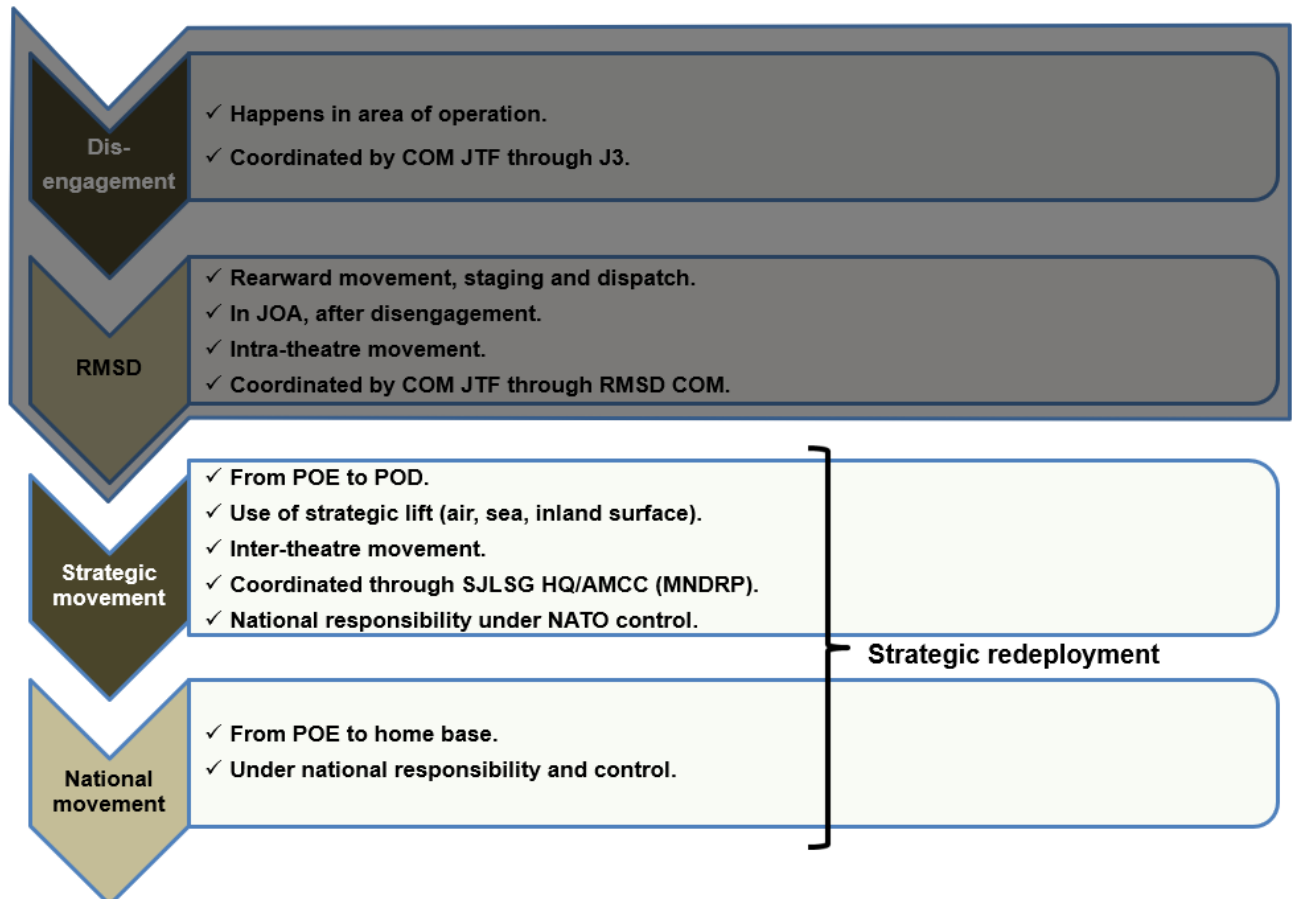 Dis-
engagement
✓ Happens in area of operation.
✓ Coordinated by COM JTF through J3.
RMSD
✓ Rearward movement, staging and dispatch.
✓ In JOA, after disengagement.
✓ Intra-theatre movement.
✓ Coordinated by COM JTF through RMSD COM.
Strategic
movement
✓ From POE to POD.
✓ Use of strategic lift (air, sea, inland surface).
✓ Inter-theatre movement.
✓ Coordinated through SJLSG HQ/AMCC (MNDRP).
✓ National responsibility under NATO control.
Strategic redeployment
National
movement
✓ From POE to home base.
✓ Under national responsibility and control.